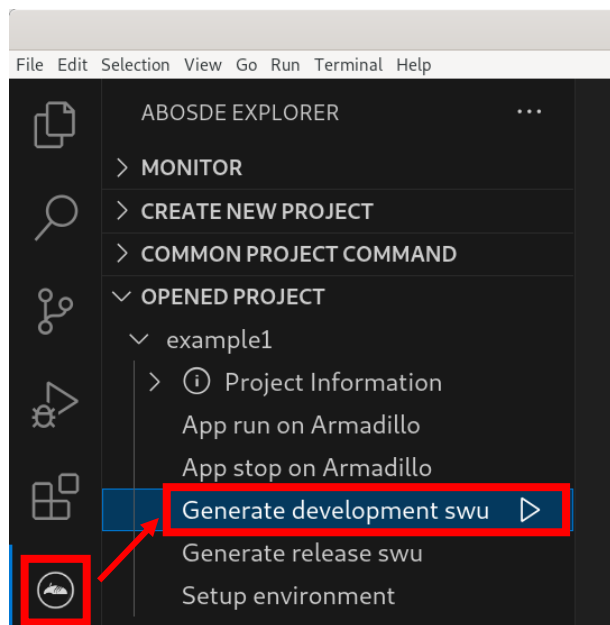 File Edit Selection View Go Run Terminal Help
ABOSDE EXPLORER
MONITOR
CREATE NEW PROJECT
COMMON PROJECT COMMAND
OPENED PROJECT
example1
Project Information
App run on Armadillo
App stop on Armadillo
Generate development swu
Generate release swu
Setup environment